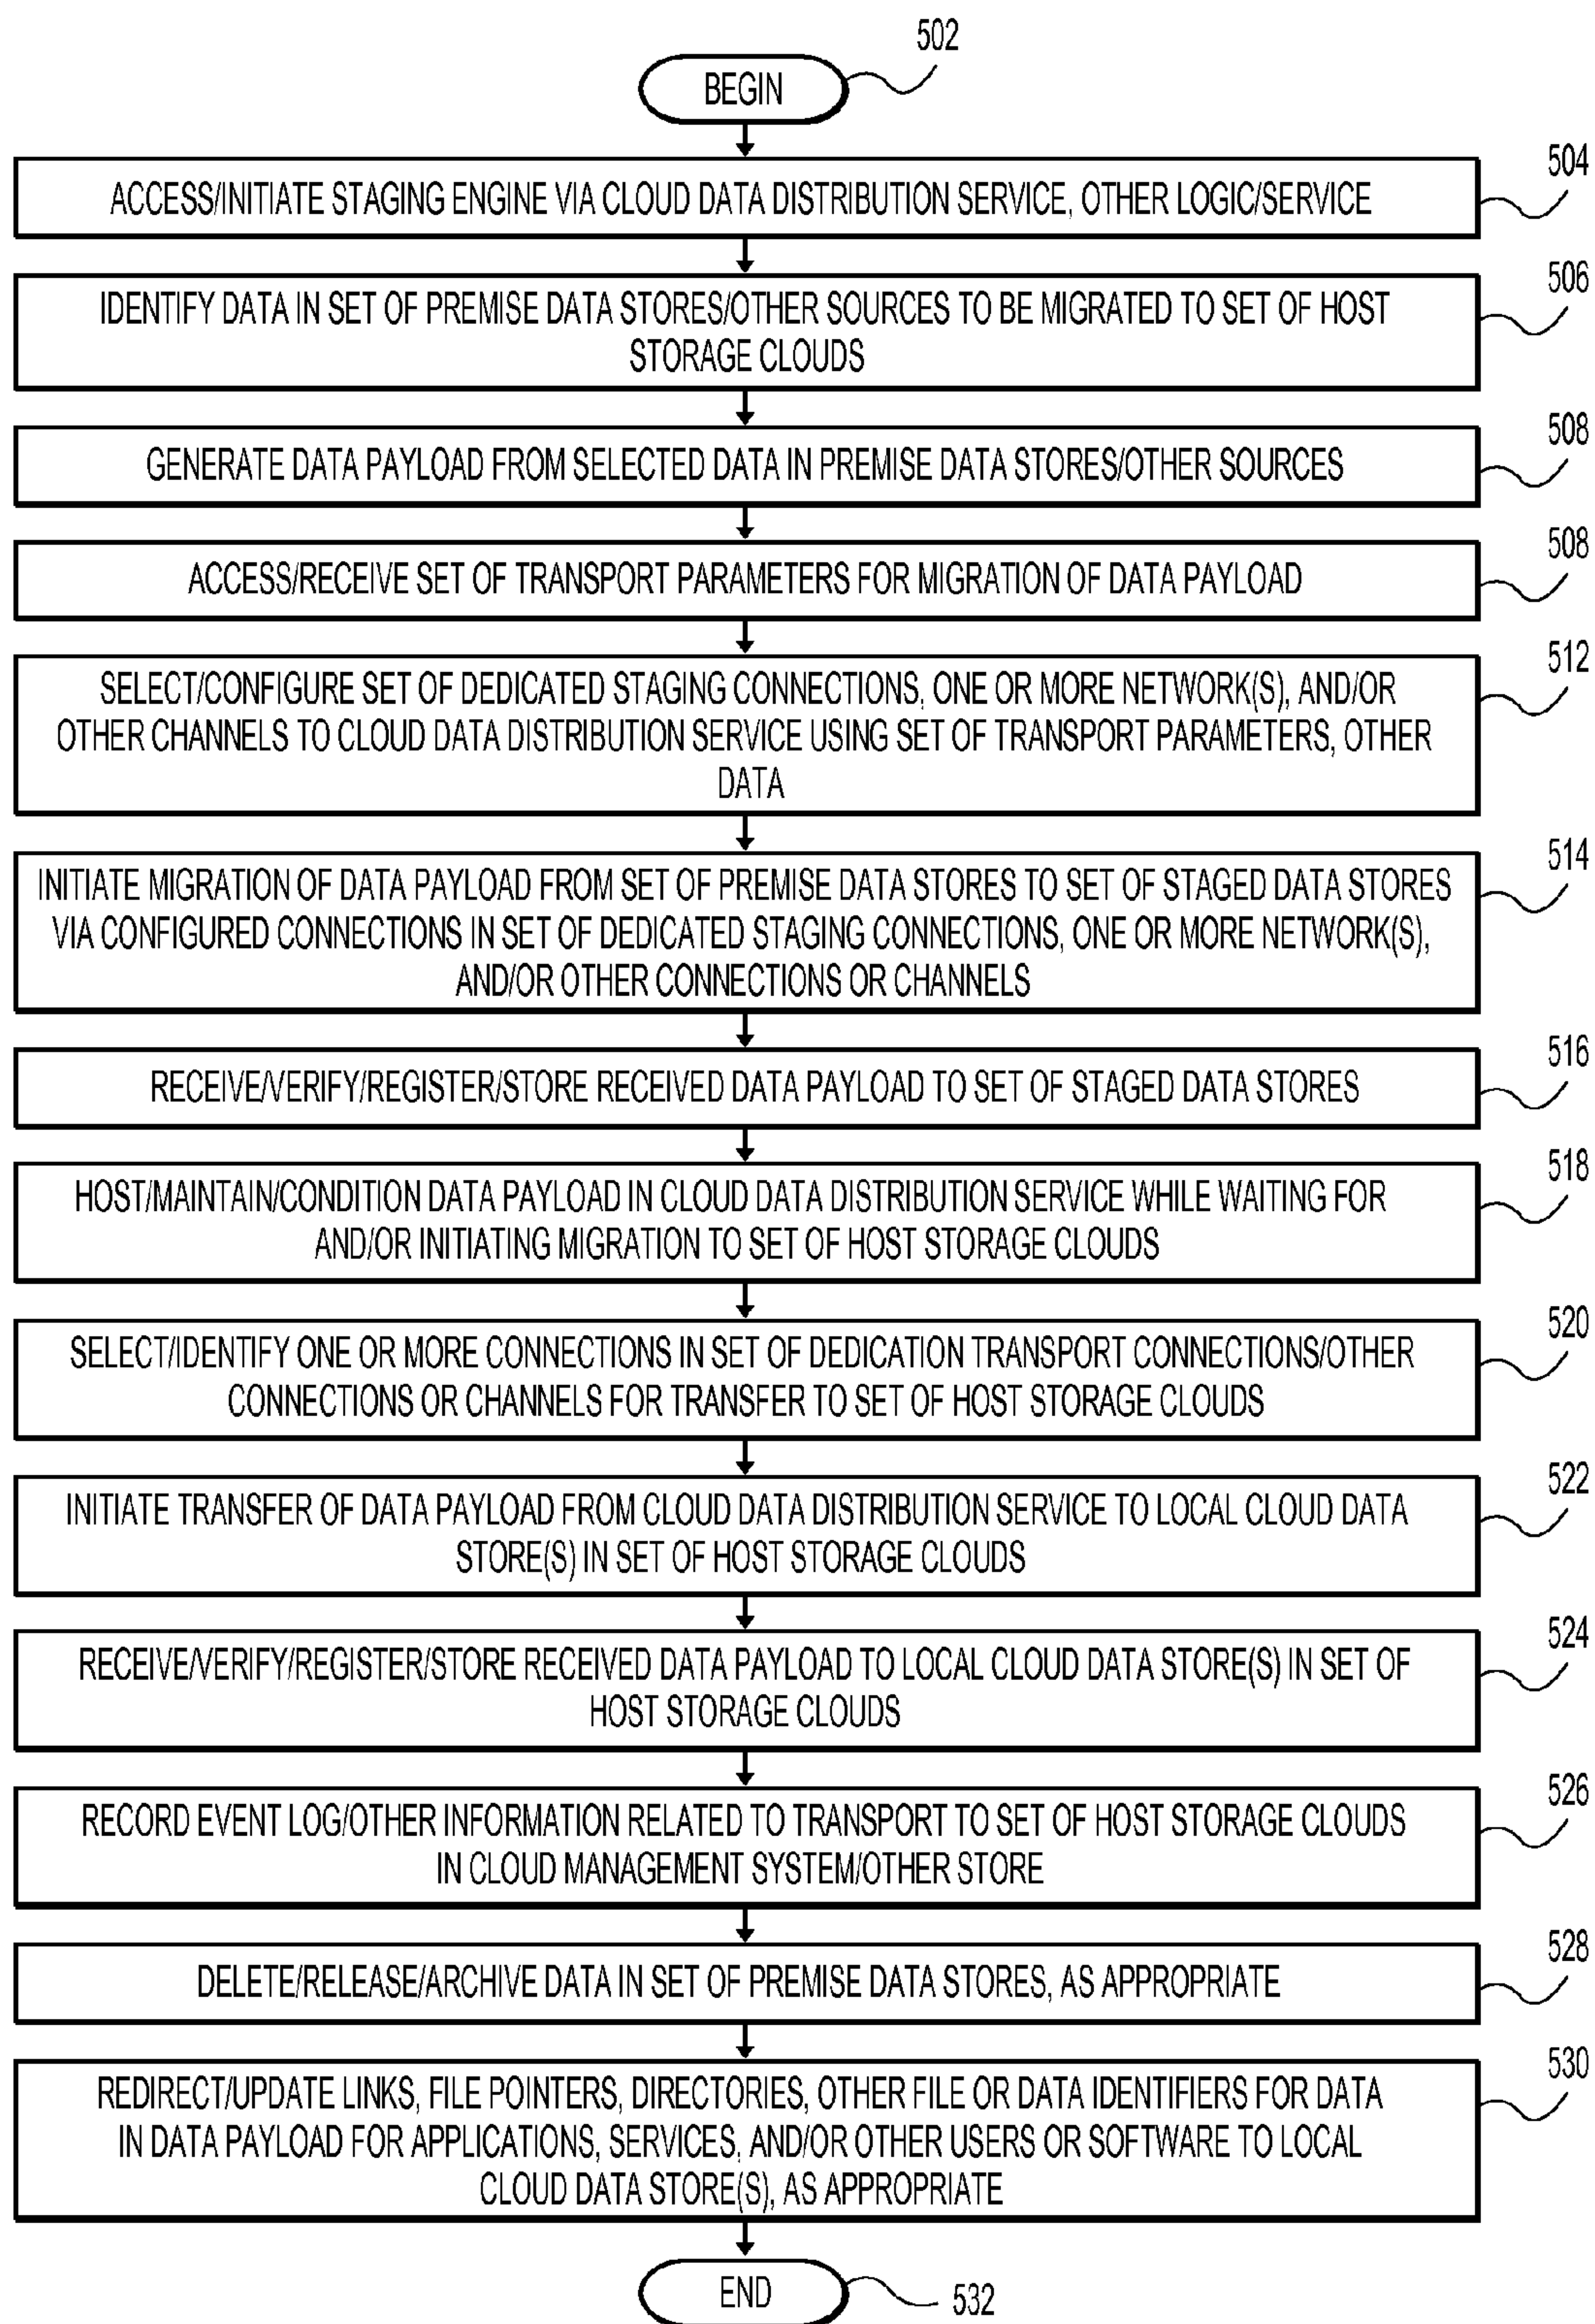 502
BEGIN
504
ACCESS/INITIATE STAGING ENGINE VIA CLOUD DATA DISTRIBUTION SERVICE, OTHER LOGIC/SERVICE
506
IDENTIFY DATA IN SET OF PREMISE DATA STORES/OTHER SOURCES TO BE MIGRATED TO SET OF HOST
STORAGE CLOUDS
508
GENERATE DATA PAYLOAD FROM SELECTED DATA IN PREMISE DATA STORES/OTHER SOURCES
508
ACCESS/RECEIVE SET OF TRANSPORT PARAMETERS FOR MIGRATION OF DATA PAYLOAD
512
SELECT/CONFIGURE SET OF DEDICATED STAGING CONNECTIONS, ONE OR MORE NETWORK(S), AND/OR
OTHER CHANNELS TO CLOUD DATA DISTRIBUTION SERVICE USING SET OF TRANSPORT PARAMETERS, OTHER
DATA
514
INITIATE MIGRATION OF DATA PAYLOAD FROM SET OF PREMISE DATA STORES TO SET OF STAGED DATA STORES
VIA CONFIGURED CONNECTIONS IN SET OF DEDICATED STAGING CONNECTIONS, ONE OR MORE NETWORK(S),
AND/OR OTHER CONNECTIONS OR CHANNELS
516
RECEIVE/VERIFY/REGISTER/STORE RECEIVED DATA PAYLOAD TO SET OF STAGED DATA STORES
518
HOST/MAINTAIN/CONDITION DATA PAYLOAD IN CLOUD DATA DISTRIBUTION SERVICE WHILE WAITING FOR
AND/OR INITIATING MIGRATION TO SET OF HOST STORAGE CLOUDS
520
SELECT/IDENTIFY ONE OR MORE CONNECTIONS IN SET OF DEDICATION TRANSPORT CONNECTIONS/OTHER
CONNECTIONS OR CHANNELS FOR TRANSFER TO SET OF HOST STORAGE CLOUDS
522
INITIATE TRANSFER OF DATA PAYLOAD FROM CLOUD DATA DISTRIBUTION SERVICE TO LOCAL CLOUD DATA
STORE(S) IN SET OF HOST STORAGE CLOUDS
524
RECEIVE/VERIFY/REGISTER/STORE RECEIVED DATA PAYLOAD TO LOCAL CLOUD DATA STORE(S) IN SET OF
HOST STORAGE CLOUDS
526
RECORD EVENT LOG/OTHER INFORMATION RELATED TO TRANSPORT TO SET OF HOST STORAGE CLOUDS
IN CLOUD MANAGEMENT SYSTEM/OTHER STORE
528
DELETE/RELEASE/ARCHIVE DATA IN SET OF PREMISE DATA STORES, AS APPROPRIATE
530
REDIRECT/UPDATE LINKS, FILE POINTERS, DIRECTORIES, OTHER FILE OR DATA IDENTIFIERS FOR DATA
IN DATA PAYLOAD FOR APPLICATIONS, SERVICES, AND/OR OTHER USERS OR SOFTWARE TO LOCAL
CLOUD DATA STORE(S), AS APPROPRIATE
END
532